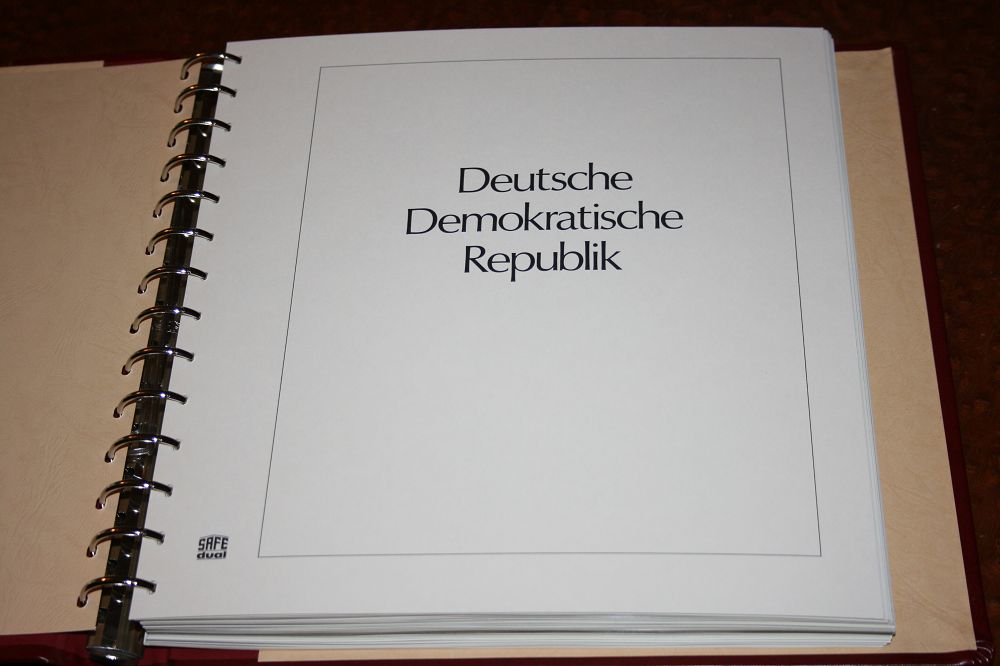 Deutsche
Demokratische
Republik
SAFE
dual